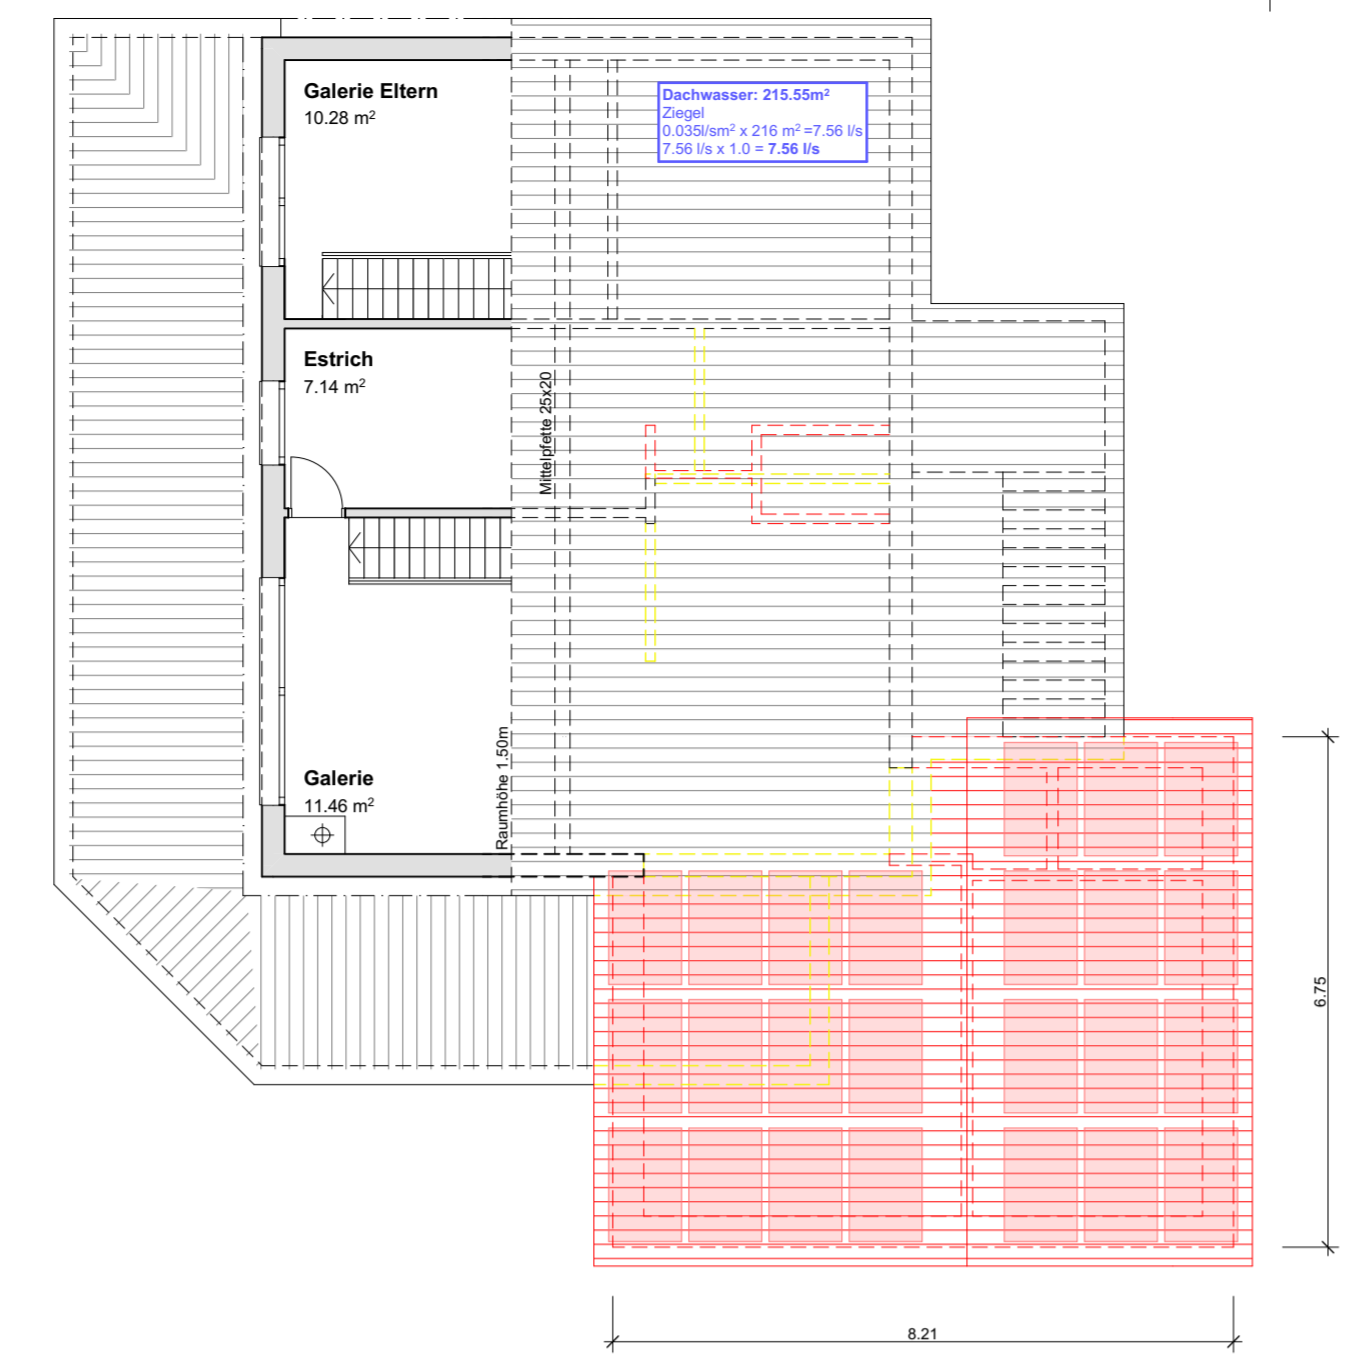 Galerie Eltern
10.28 m²
Dachwasser: 215.55m²
Ziegel
0.035l/sm² x 216 m² =7.56 l/s
7.56 l/s x 1.0 = 7.56 l/s
Estrich
7.14 m²
Mittelpfette 25x20
Raumhöhe 1.50m
Galerie
11.46 m²
6.75
8.21